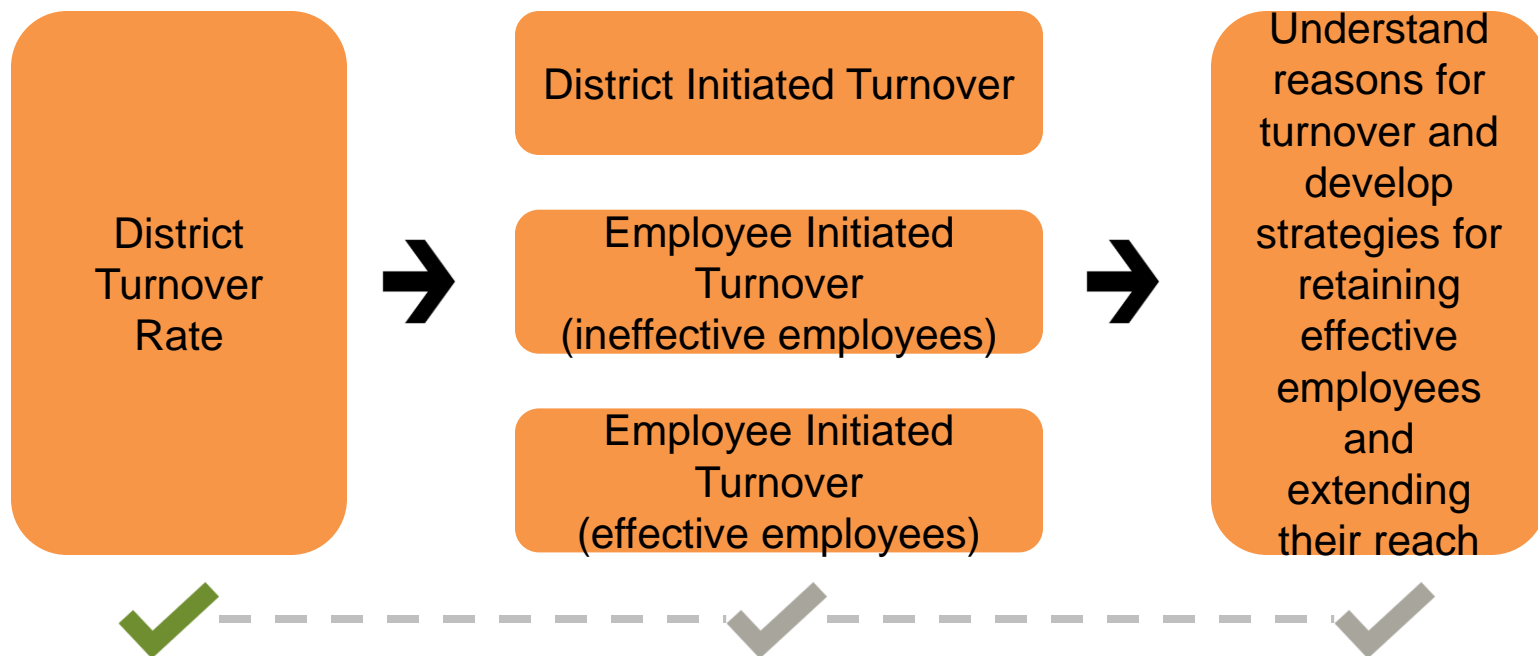 District
Turnover
Rate
District Initiated Turnover
Employee Initiated
Turnover
(ineffective employees)
Employee Initiated
Turnover
(effective employees)
Understand
reasons for
turnover and
develop
strategies for
retaining
effective
employees
and
extending
their reach